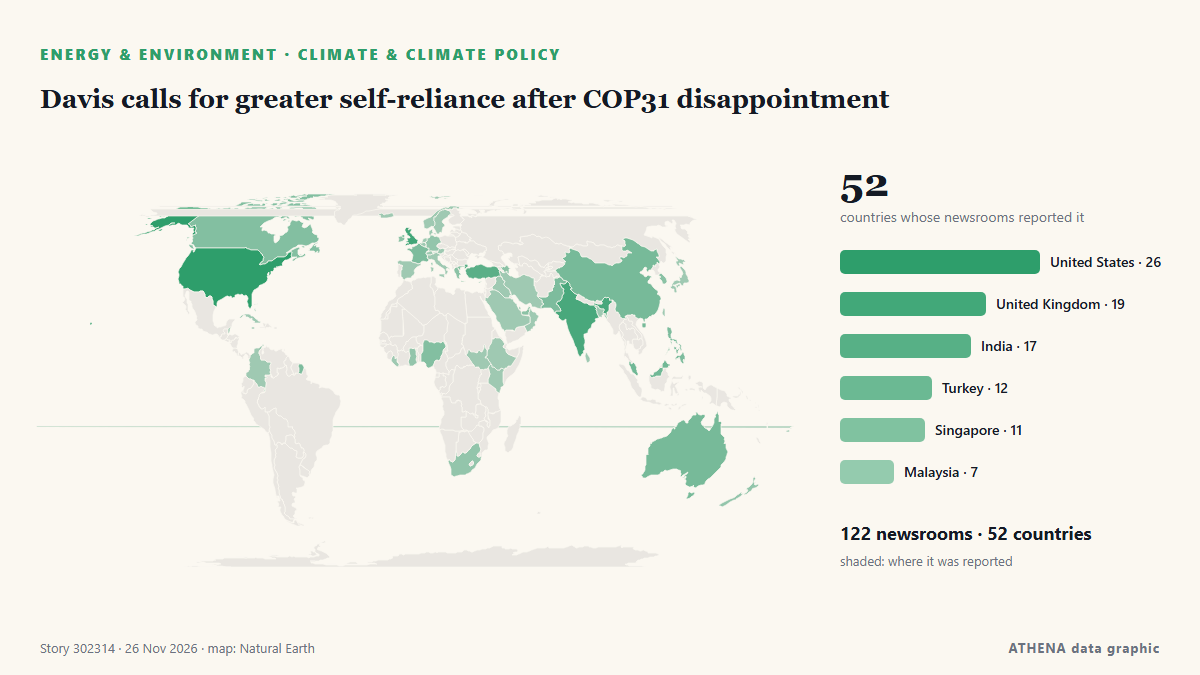 ENERGY & ENVIRONMENT · CLIMATE & CLIMATE POLICY
Davis calls for greater self-reliance after COP31 disappointment
52
countries whose newsrooms reported it
United States · 26
United Kingdom · 19
India · 17
Turkey · 12
Singapore · 11
Malaysia · 7
122 newsrooms · 52 countries
shaded: where it was reported
Story 302314 · 26 Nov 2026 · map: Natural Earth
ATHENA data graphic